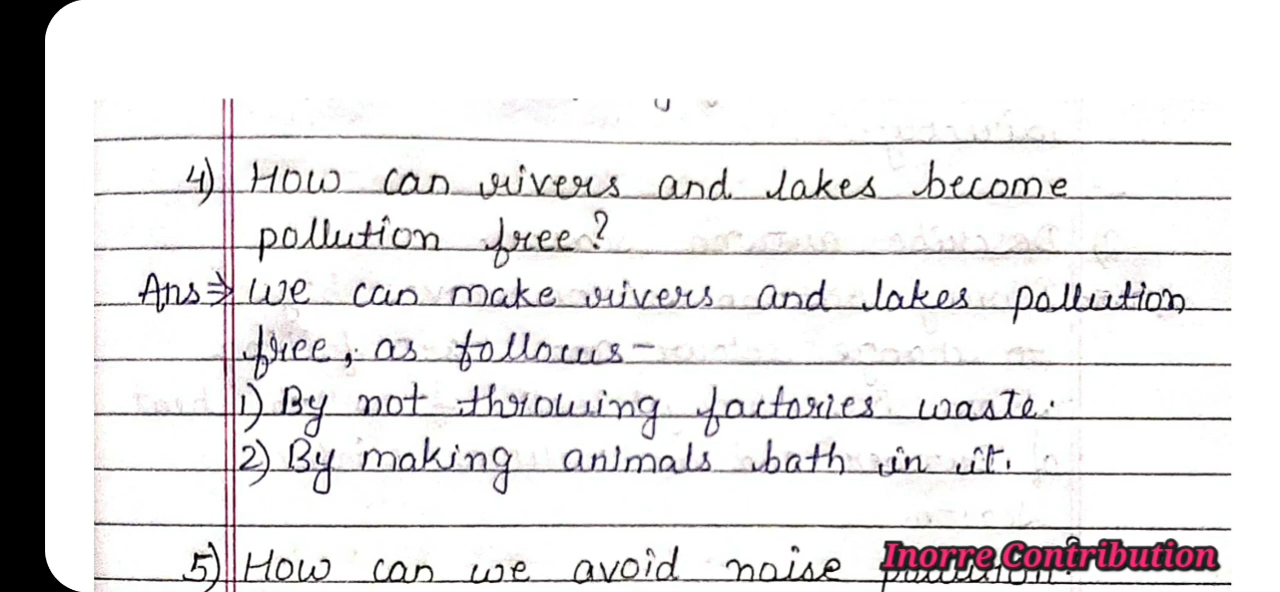 4) How can rivers and lakes become
pollution free?
Ans⇒ We can make rivers and lakes pollution
free, as follows-
1) By not throwing factories waste.
2) By making animals bath in it.
5) How can we avoid noise pollution?
Inorre Contribution